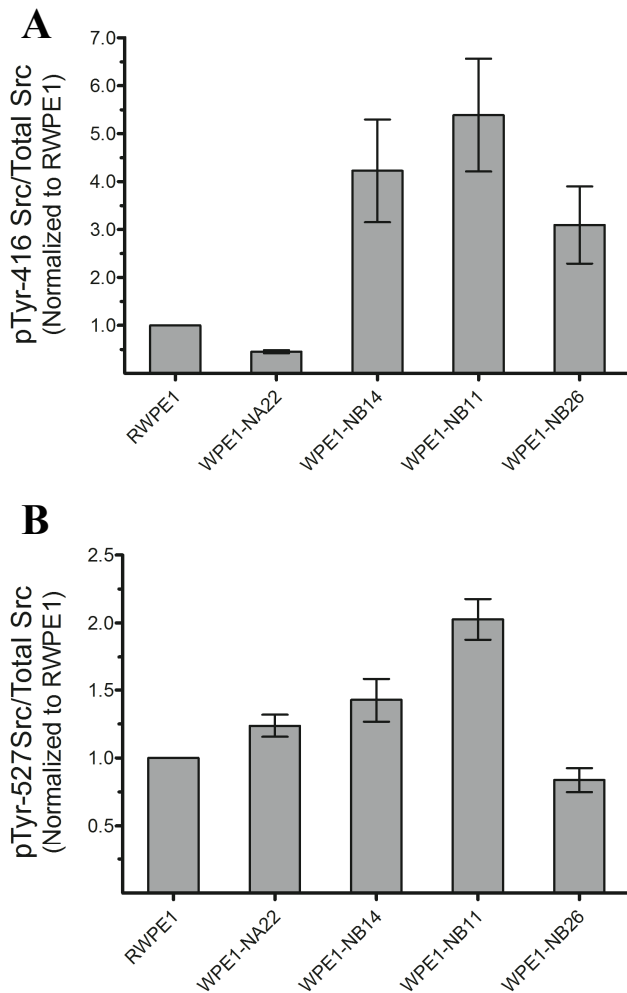 A
pTyr-416 Src/Total Src
(Normalized to RWPE1)
7.0
6.0
5.0
4.0
3.0
2.0
1.0
RWPE1
WPE1-NA22
WPE1-NB14
WPE1-NB11
WPE1-NB26
B
pTyr-527Src/Total Src
(Normalized to RWPE1)
2.5
2.0
1.5
1.0
0.5
RWPE1
WPE1-NA22
WPE1-NB14
WPE1-NB11
WPE1-NB26